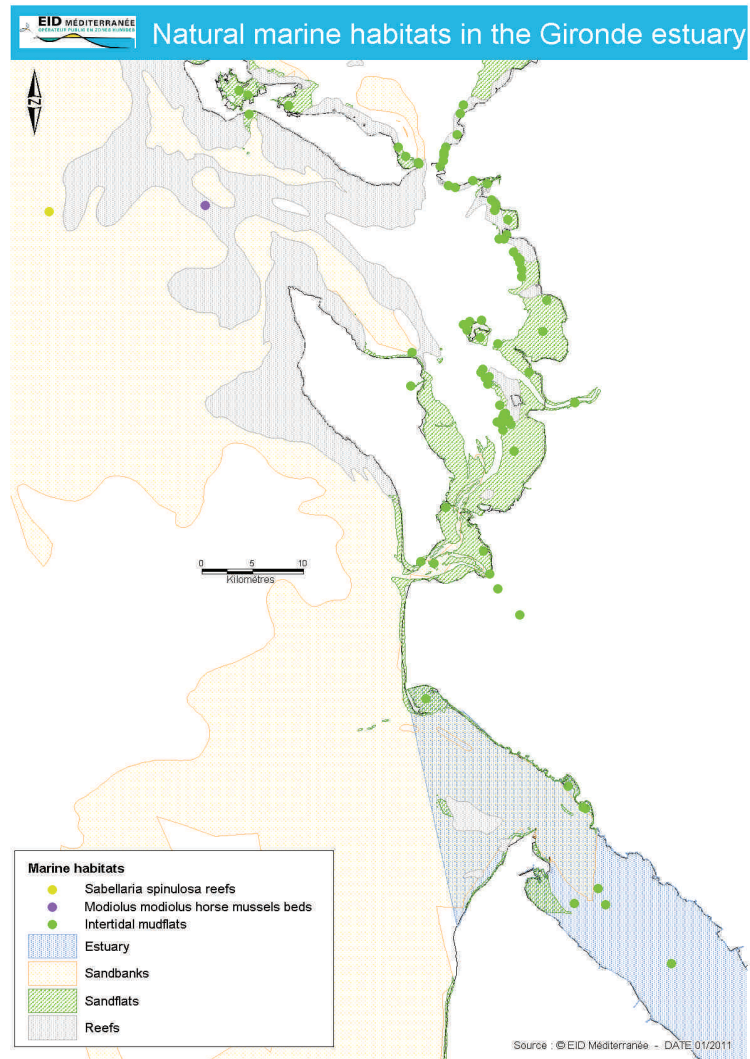 EID MÉDITERRANÉE
OPÉRATEUR PUBLIC EN ZONES HUMIDES
Natural marine habitats in the Gironde estuary
N
0 5 10
Kilomètres
Marine habitats
Sabellaria spinulosa reefs
Modiolus modiolus horse mussels beds
Intertidal mudflats
Estuary
Sandbanks
Sandflats
Reefs
Source : © EID Méditerranée - DATE 01/2011